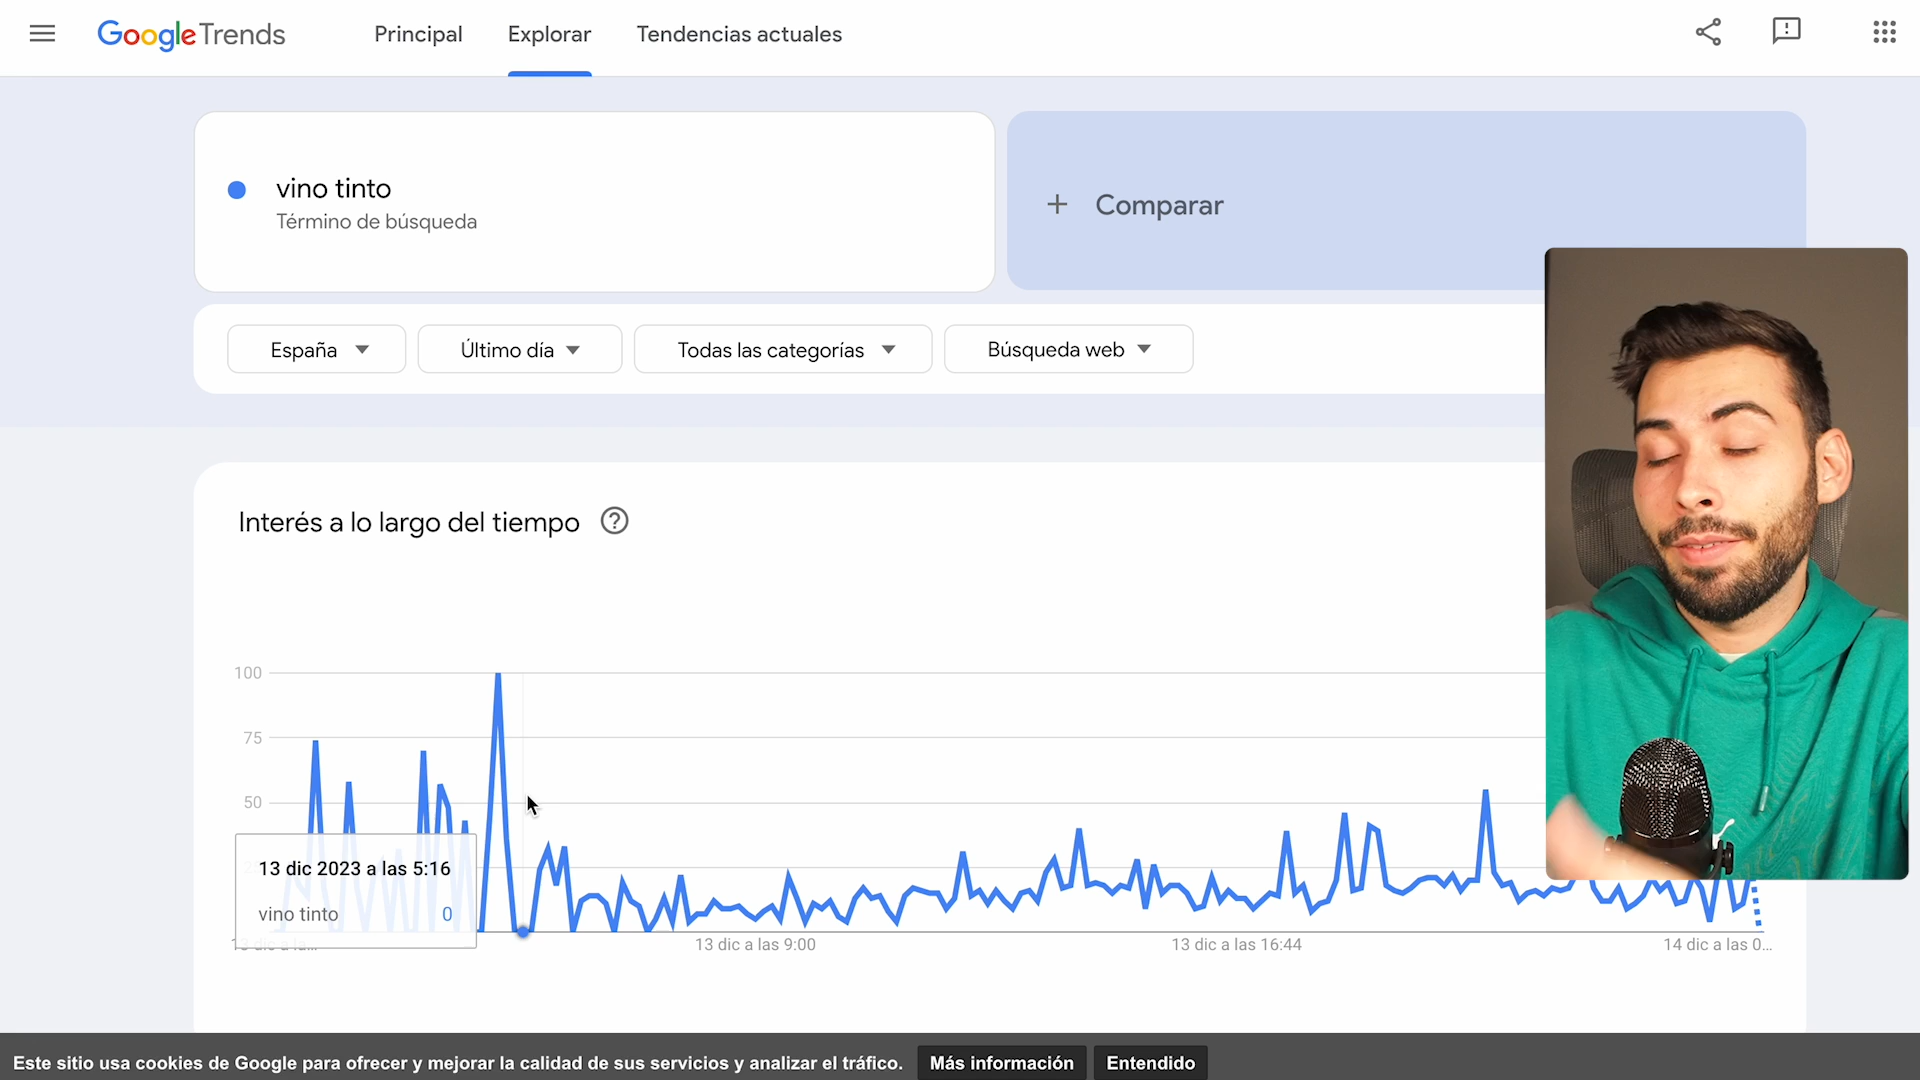 Google Trends
Principal
Explorar
Tendencias actuales
vino tinto
Término de búsqueda
+ Comparar
España
Último día
Todas las categorías
Búsqueda web
Interés a lo largo del tiempo
100
75
50
13 dic 2023 a las 5:16
vino tinto 0
13 dic a la...
13 dic a las 9:00
13 dic a las 16:44
14 dic a las 0...
Este sitio usa cookies de Google para ofrecer y mejorar la calidad de sus servicios y analizar el tráfico.
Más información
Entendido